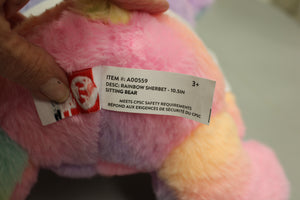 ITEM #: A00559
3+
DESC: RAINBOW SHERBET - 10.5IN
SITTING BEAR
MEETS CPSC SAFETY REQUIREMENTS
RÉPOND AUX EXIGENCES DE SÉCURITÉ DU CPSC